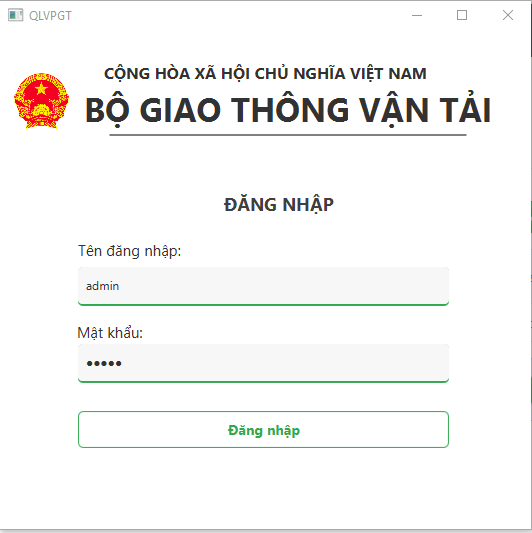 QLVPGT
CỘNG HÒA XÃ HỘI CHỦ NGHĨA VIỆT NAM
BỘ GIAO THÔNG VẬN TẢI
ĐĂNG NHẬP
Tên đăng nhập:
admin
Mật khẩu:
•••••
Đăng nhập